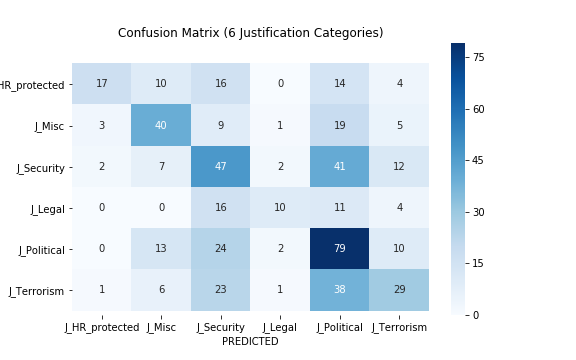 Confusion Matrix (6 Justification Categories)
HR_protected 17 10 16 0 14 4
J_Misc 3 40 9 1 19 5
J_Security 2 7 47 2 41 12
J_Legal 0 0 16 10 11 4
J_Political 0 13 24 2 79 10
J_Terrorism 1 6 23 1 38 29
J_HR_protected J_Misc J_Security J_Legal J_Political J_Terrorism
PREDICTED
75
60
45
30
15
0